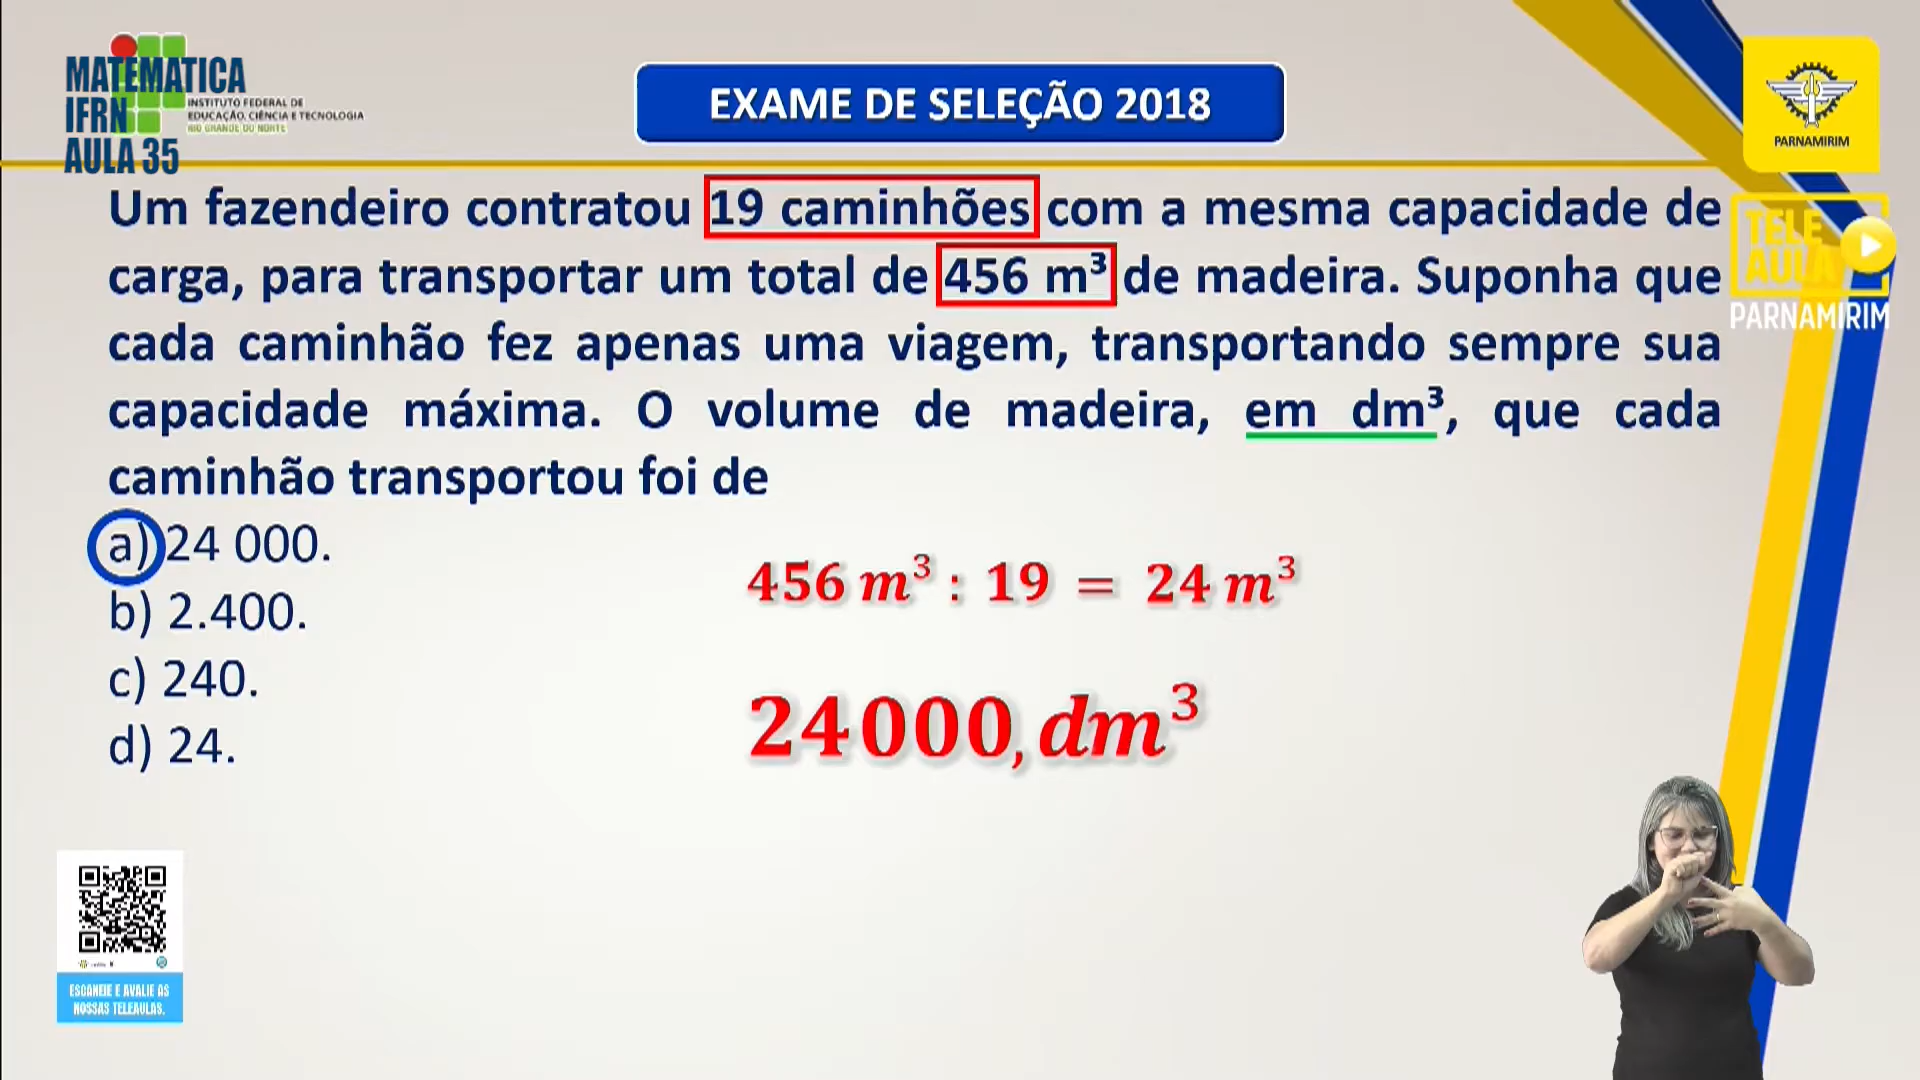 MATEMATICA
IFRN
AULA 35
INSTITUTO FEDERAL DE
EDUCAÇÃO, CIÊNCIA E TECNOLOGIA
RIO GRANDE DO NORTE
EXAME DE SELEÇÃO 2018
PARNAMIRIM
TELE
AULA
PARNAMIRIM
Um fazendeiro contratou 19 caminhões com a mesma capacidade de
carga, para transportar um total de 456 m³ de madeira. Suponha que
cada caminhão fez apenas uma viagem, transportando sempre sua
capacidade máxima. O volume de madeira, em dm³, que cada
caminhão transportou foi de
a) 24 000.
b) 2.400.
c) 240.
d) 24.
456 m³ : 19 = 24 m³
24 000, dm³
ESCANEIE E AVALIE AS
NOSSAS TELEAULAS.